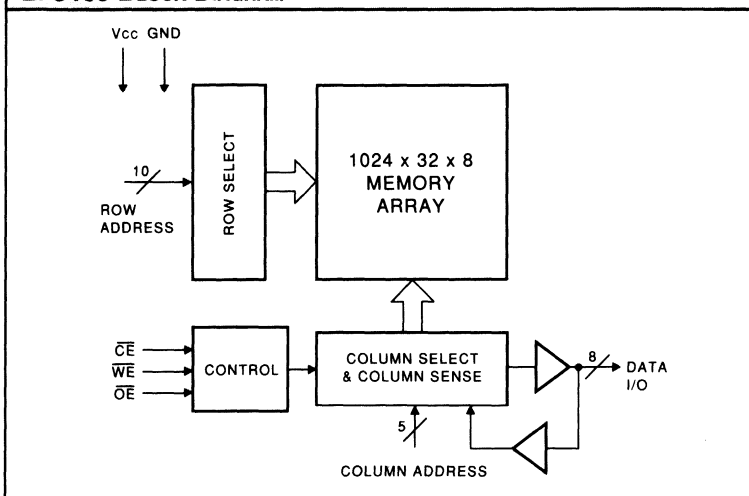 Vcc GND
10
ROW
ADDRESS
ROW SELECT
1024 x 32 x 8
MEMORY
ARRAY
CE
WE
OE
CONTROL
COLUMN SELECT
& COLUMN SENSE
8
DATA
I/O
5
COLUMN ADDRESS